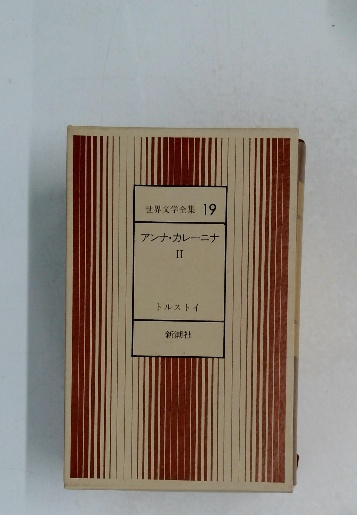 世界文学全集 19
アンナ・カレーニナ
II
トルストイ
新潮社